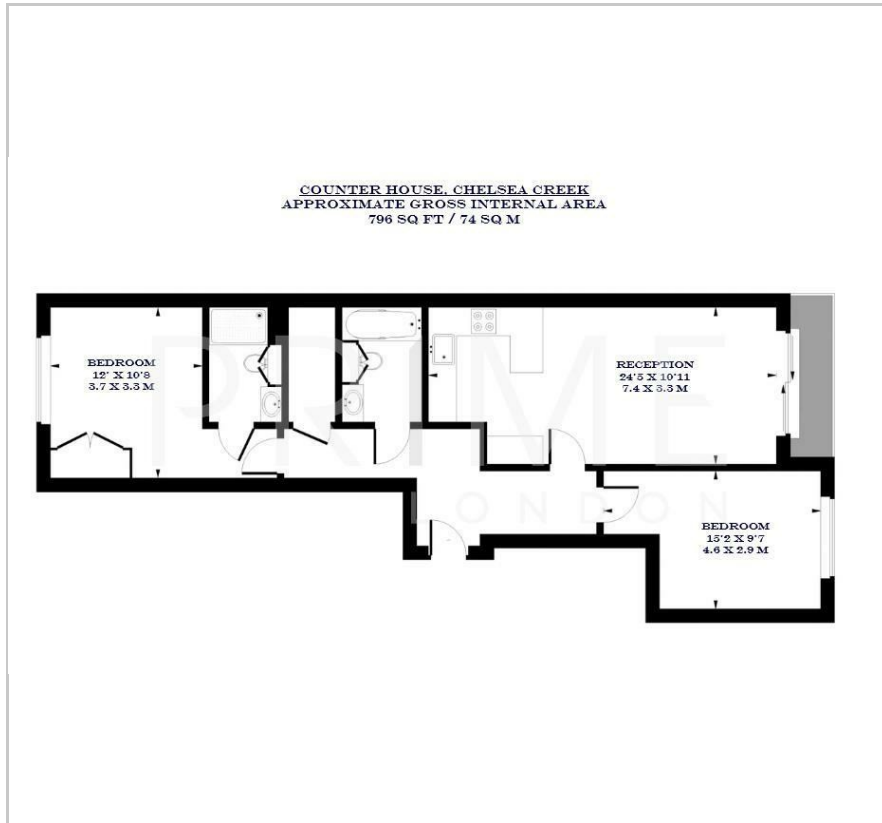 COUNTER HOUSE, CHELSEA CREEK
APPROXIMATE GROSS INTERNAL AREA
796 SQ FT / 74 SQ M
BEDROOM
12' X 10'8
3.7 X 3.3 M
RECEPTION
24'5 X 10'11
7.4 X 3.3 M
PRIME
LONDON
BEDROOM
15'2 X 9'7
4.6 X 2.9 M